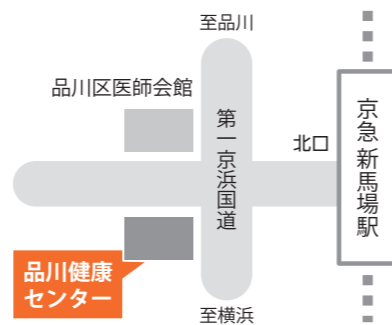 至品川
品川区医師会館
第一京浜国道
北口
京急 新馬場駅
品川健康
センター
至横浜